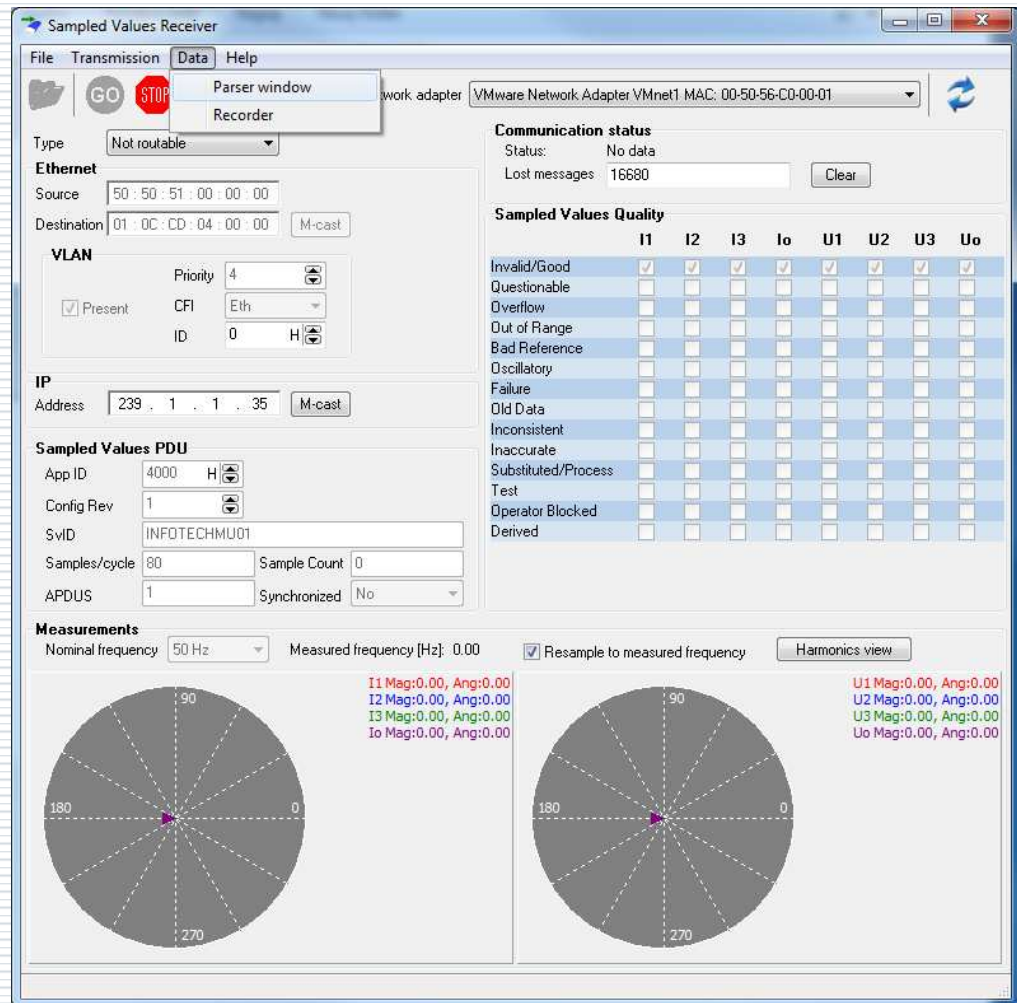 Sampled Values Receiver
File Transmission Data Help
GO STOP work adapter VMware Network Adapter VMnet1 MAC: 00-50-56-C0-00-01
Parser window
Recorder
Type Not routable
Ethernet
Source 50 : 50 : 51 : 00 : 00 : 00
Destination 01 : 0C : CD : 04 : 00 : 00 M-cast
VLAN
Priority 4
Present CFI Eth
ID 0 H
IP
Address 239 . 1 . 1 . 35 M-cast
Sampled Values PDU
App ID 4000 H
Config Rev 1
SvID INFOTECHMU01
Samples/cycle 80 Sample Count 0
APDUS 1 Synchronized No
Communication status
Status: No data
Lost messages 16680 Clear
Sampled Values Quality
I1 I2 I3 Io U1 U2 U3 Uo
Invalid/Good
Questionable
Overflow
Out of Range
Bad Reference
Oscillatory
Failure
Old Data
Inconsistent
Inaccurate
Substituted/Process
Test
Operator Blocked
Derived
Measurements
Nominal frequency 50 Hz Measured frequency [Hz]: 0.00 Resample to measured frequency Harmonics view
I1 Mag:0.00, Ang:0.00
I2 Mag:0.00, Ang:0.00
I3 Mag:0.00, Ang:0.00
Io Mag:0.00, Ang:0.00
90
180 0
270
U1 Mag:0.00, Ang:0.00
U2 Mag:0.00, Ang:0.00
U3 Mag:0.00, Ang:0.00
Uo Mag:0.00, Ang:0.00
90
180 0
270